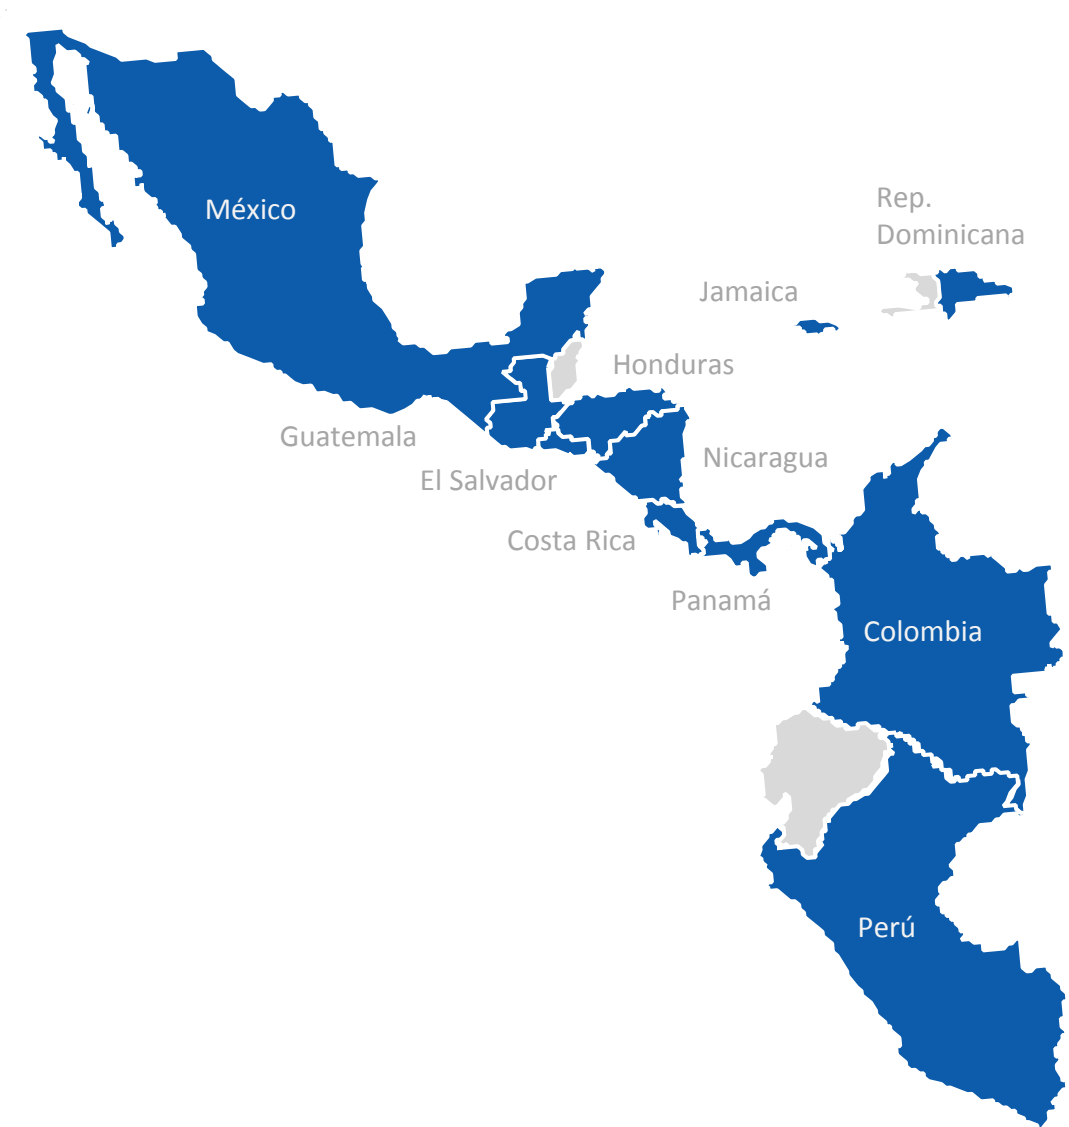 México
Rep.
Dominicana
Jamaica
Honduras
Guatemala
Nicaragua
El Salvador
Costa Rica
Panamá
Colombia
Perú